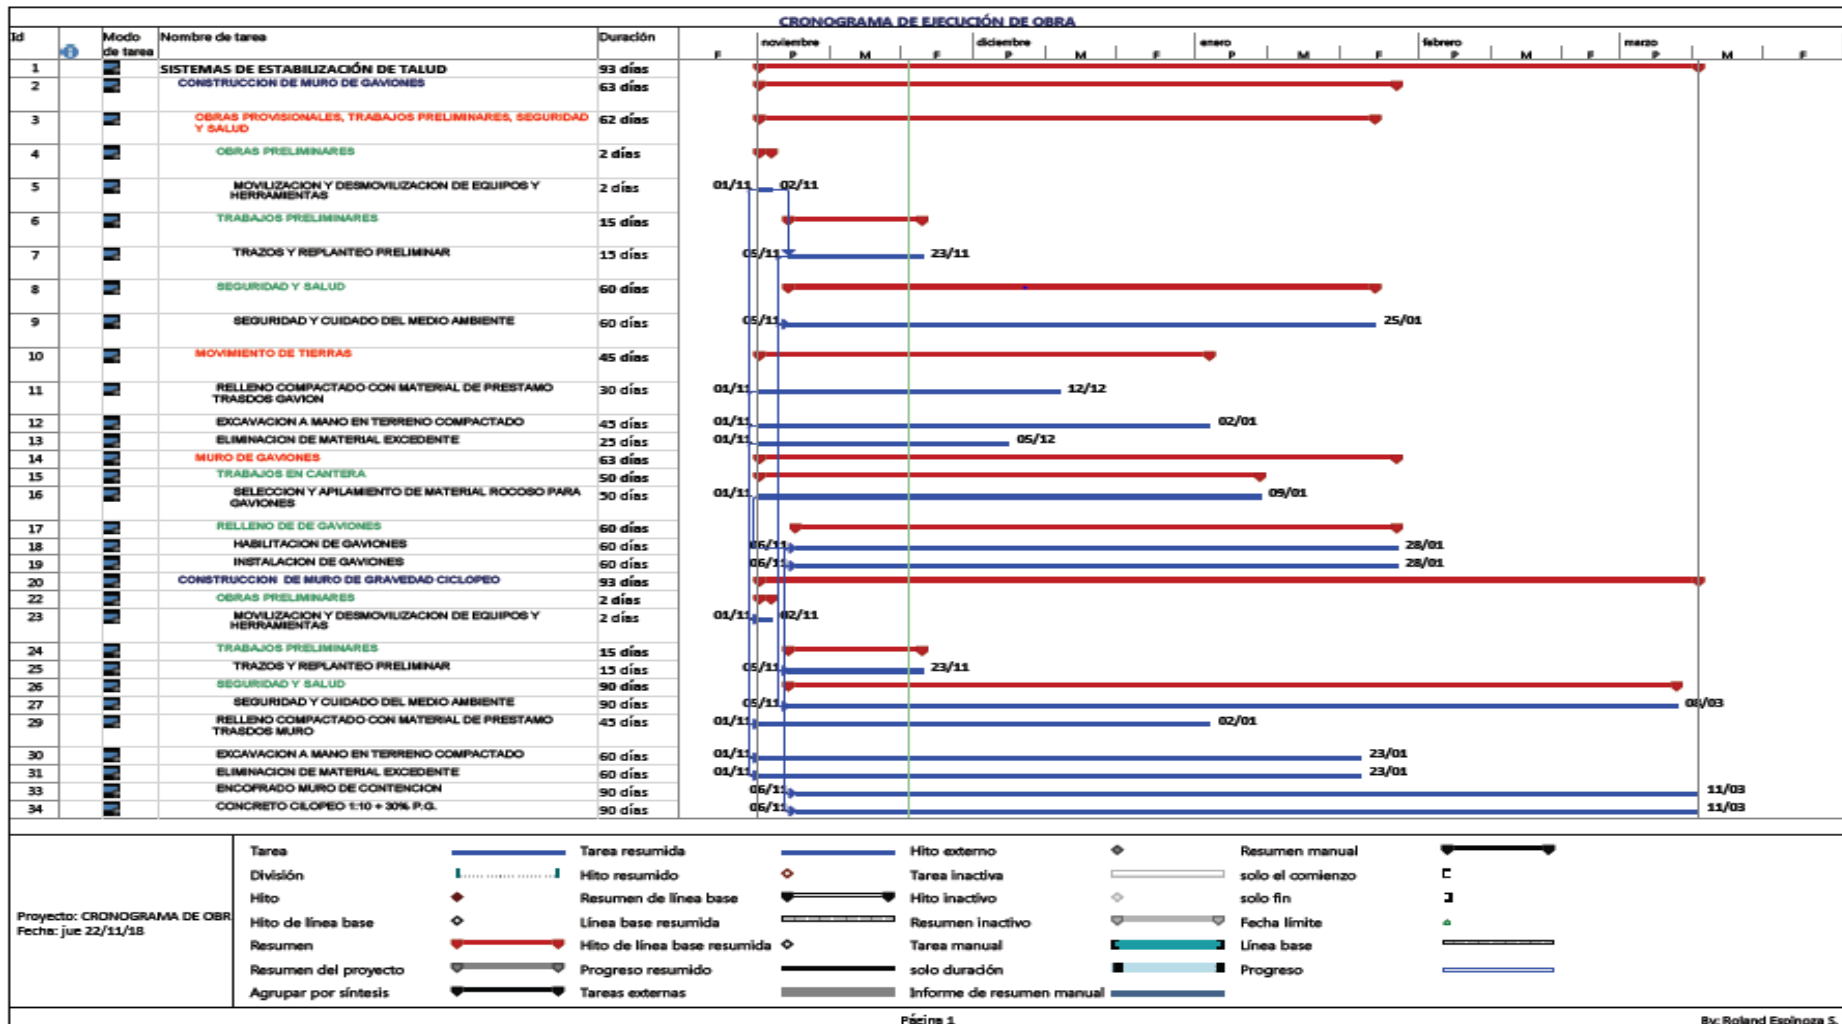 CRONOGRAMA DE EJECUCIÓN DE OBRA
Id Modo de tarea Nombre de tarea Duración noviembre diciembre enero febrero marzo
F P M F P M F P M F P M F P M F
1 SISTEMAS DE ESTABILIZACIÓN DE TALUD 93 días
2 CONSTRUCCION DE MURO DE GAVIONES 63 días
3 OBRAS PROVISIONALES, TRABAJOS PRELIMINARES, SEGURIDAD 62 días
Y SALUD
4 OBRAS PRELIMINARES 2 días
5 MOVILIZACION Y DESMOVILIZACION DE EQUIPOS Y 2 días 01/11 02/11
HERRAMIENTAS
6 TRABAJOS PRELIMINARES 15 días
7 TRAZOS Y REPLANTEO PRELIMINAR 15 días 05/11 23/11
8 SEGURIDAD Y SALUD 60 días
9 SEGURIDAD Y CUIDADO DEL MEDIO AMBIENTE 60 días 05/11 25/01
10 MOVIMIENTO DE TIERRAS 45 días
11 RELLENO COMPACTADO CON MATERIAL DE PRESTAMO 30 días 01/11 12/12
TRASDOS GAVION
12 EXCAVACION A MANO EN TERRENO COMPACTADO 45 días 01/11 02/01
13 ELIMINACION DE MATERIAL EXCEDENTE 25 días 01/11 05/12
14 MURO DE GAVIONES 63 días
15 TRABAJOS EN CANTERA 50 días
16 SELECCION Y APILAMIENTO DE MATERIAL ROCOSO PARA 50 días 01/11 09/01
GAVIONES
17 RELLENO DE DE GAVIONES 60 días
18 HABILITACION DE GAVIONES 60 días 06/11 28/01
19 INSTALACION DE GAVIONES 60 días 06/11 28/01
20 CONSTRUCCION DE MURO DE GRAVEDAD CICLOPEO 93 días
22 OBRAS PRELIMINARES 2 días
23 MOVILIZACION Y DESMOVILIZACION DE EQUIPOS Y 2 días 01/11 02/11
HERRAMIENTAS
24 TRABAJOS PRELIMINARES 15 días
25 TRAZOS Y REPLANTEO PRELIMINAR 15 días 05/11 23/11
26 SEGURIDAD Y SALUD 90 días
27 SEGURIDAD Y CUIDADO DEL MEDIO AMBIENTE 90 días 05/11 08/03
29 RELLENO COMPACTADO CON MATERIAL DE PRESTAMO 45 días 01/11 02/01
TRASDOS MURO
30 EXCAVACION A MANO EN TERRENO COMPACTADO 60 días 01/11 23/01
31 ELIMINACION DE MATERIAL EXCEDENTE 60 días 01/11 23/01
33 ENCOFRADO MURO DE CONTENCION 90 días 06/11 11/03
34 CONCRETO CILOPEO 1:10 + 30% P.G. 90 días 06/11 11/03
Proyecto: CRONOGRAMA DE OBR
Fecha: jue 22/11/18
Tarea Tarea resumida Hito externo Resumen manual
División Hito resumido Tarea inactiva solo el comienzo
Hito Resumen de línea base Hito inactivo solo fin
Hito de línea base Línea base resumida Resumen inactivo Fecha límite
Resumen Hito de línea base resumida Tarea manual Línea base
Resumen del proyecto Progreso resumido solo duración Progreso
Agrupar por síntesis Tareas externas Informe de resumen manual
Página 1
By: Roland Espinoza S.